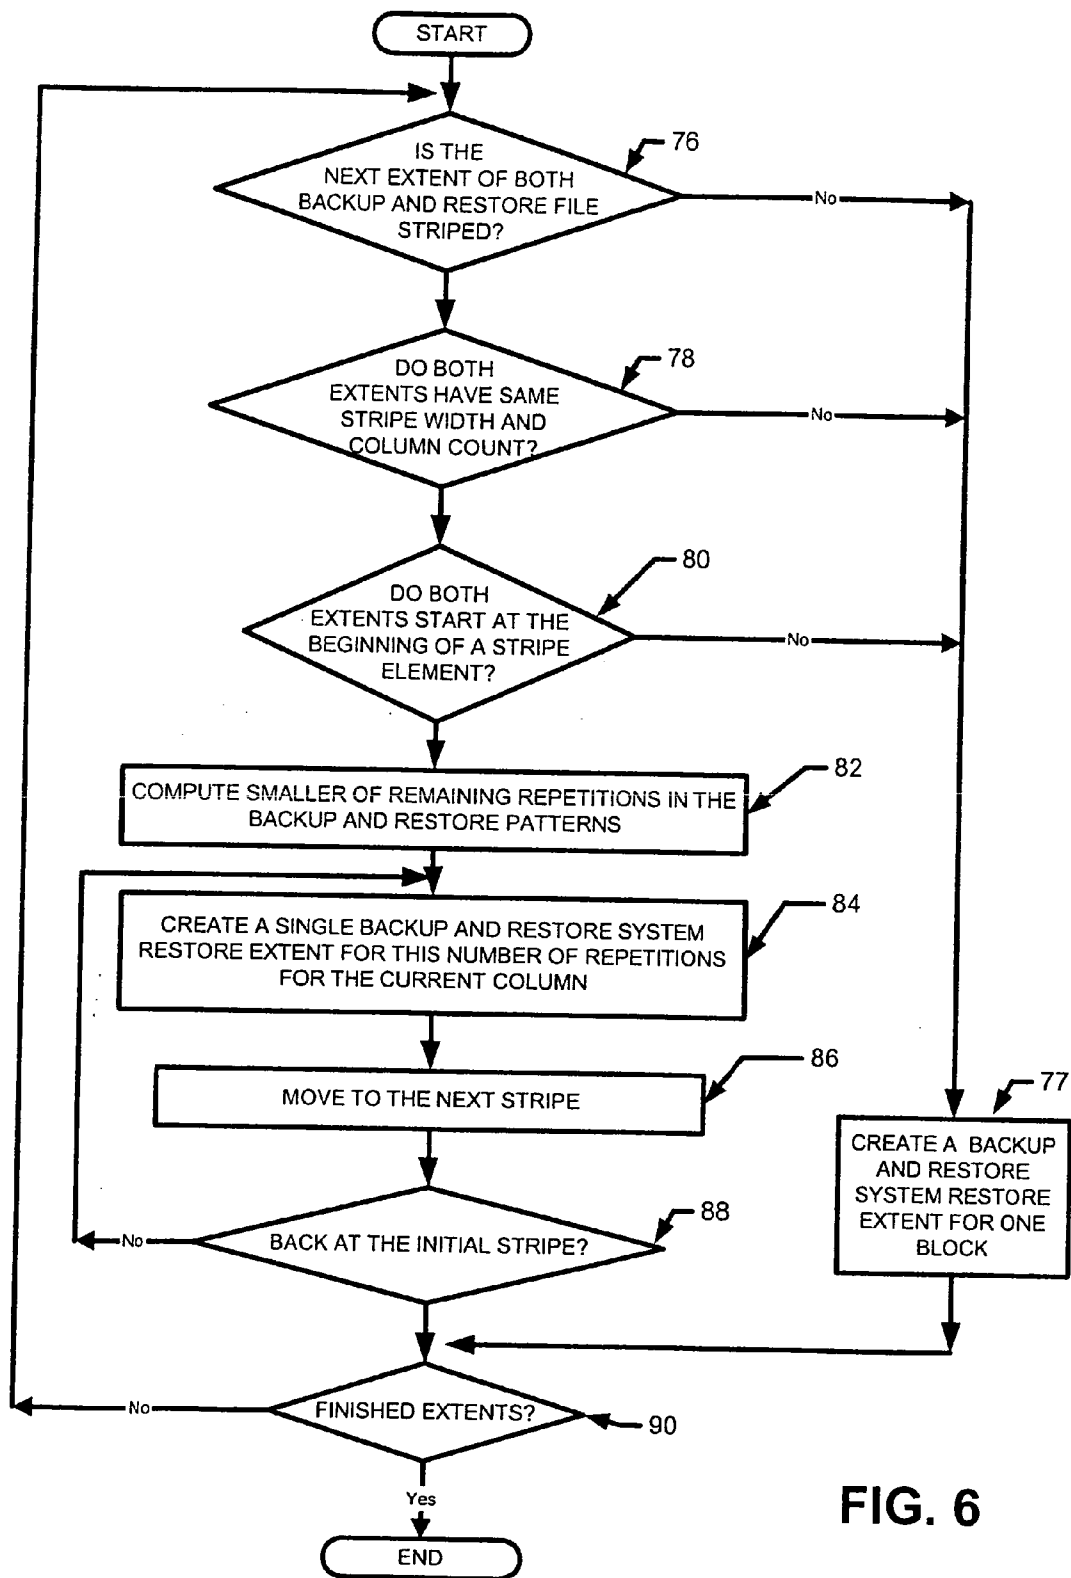 START
IS THE
NEXT EXTENT OF BOTH
BACKUP AND RESTORE FILE
STRIPED?
76
No
DO BOTH
EXTENTS HAVE SAME
STRIPE WIDTH AND
COLUMN COUNT?
78
No
DO BOTH
EXTENTS START AT THE
BEGINNING OF A STRIPE
ELEMENT?
80
No
COMPUTE SMALLER OF REMAINING REPETITIONS IN THE
BACKUP AND RESTORE PATTERNS
82
CREATE A SINGLE BACKUP AND RESTORE SYSTEM
RESTORE EXTENT FOR THIS NUMBER OF REPETITIONS
FOR THE CURRENT COLUMN
84
MOVE TO THE NEXT STRIPE
86
77
CREATE A BACKUP
AND RESTORE
SYSTEM RESTORE
EXTENT FOR ONE
BLOCK
BACK AT THE INITIAL STRIPE?
88
No
FINISHED EXTENTS?
90
No
Yes
END
FIG. 6